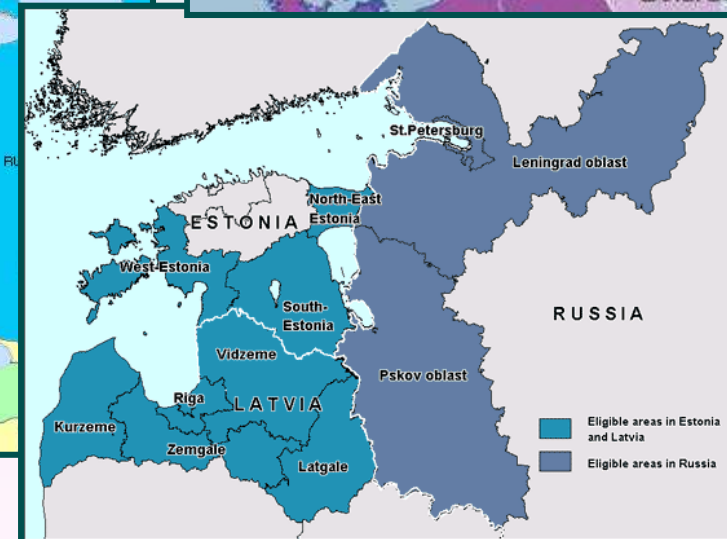 St.Petersburg
Leningrad oblast
North-East
Estonia
ESTONIA
West-Estonia
South-
Estonia
RUSSIA
Vidzeme
Pskov oblast
Riga
LATVIA
Kurzeme
Zemgale
Latgale
Eligible areas in Estonia
and Latvia
Eligible areas in Russia